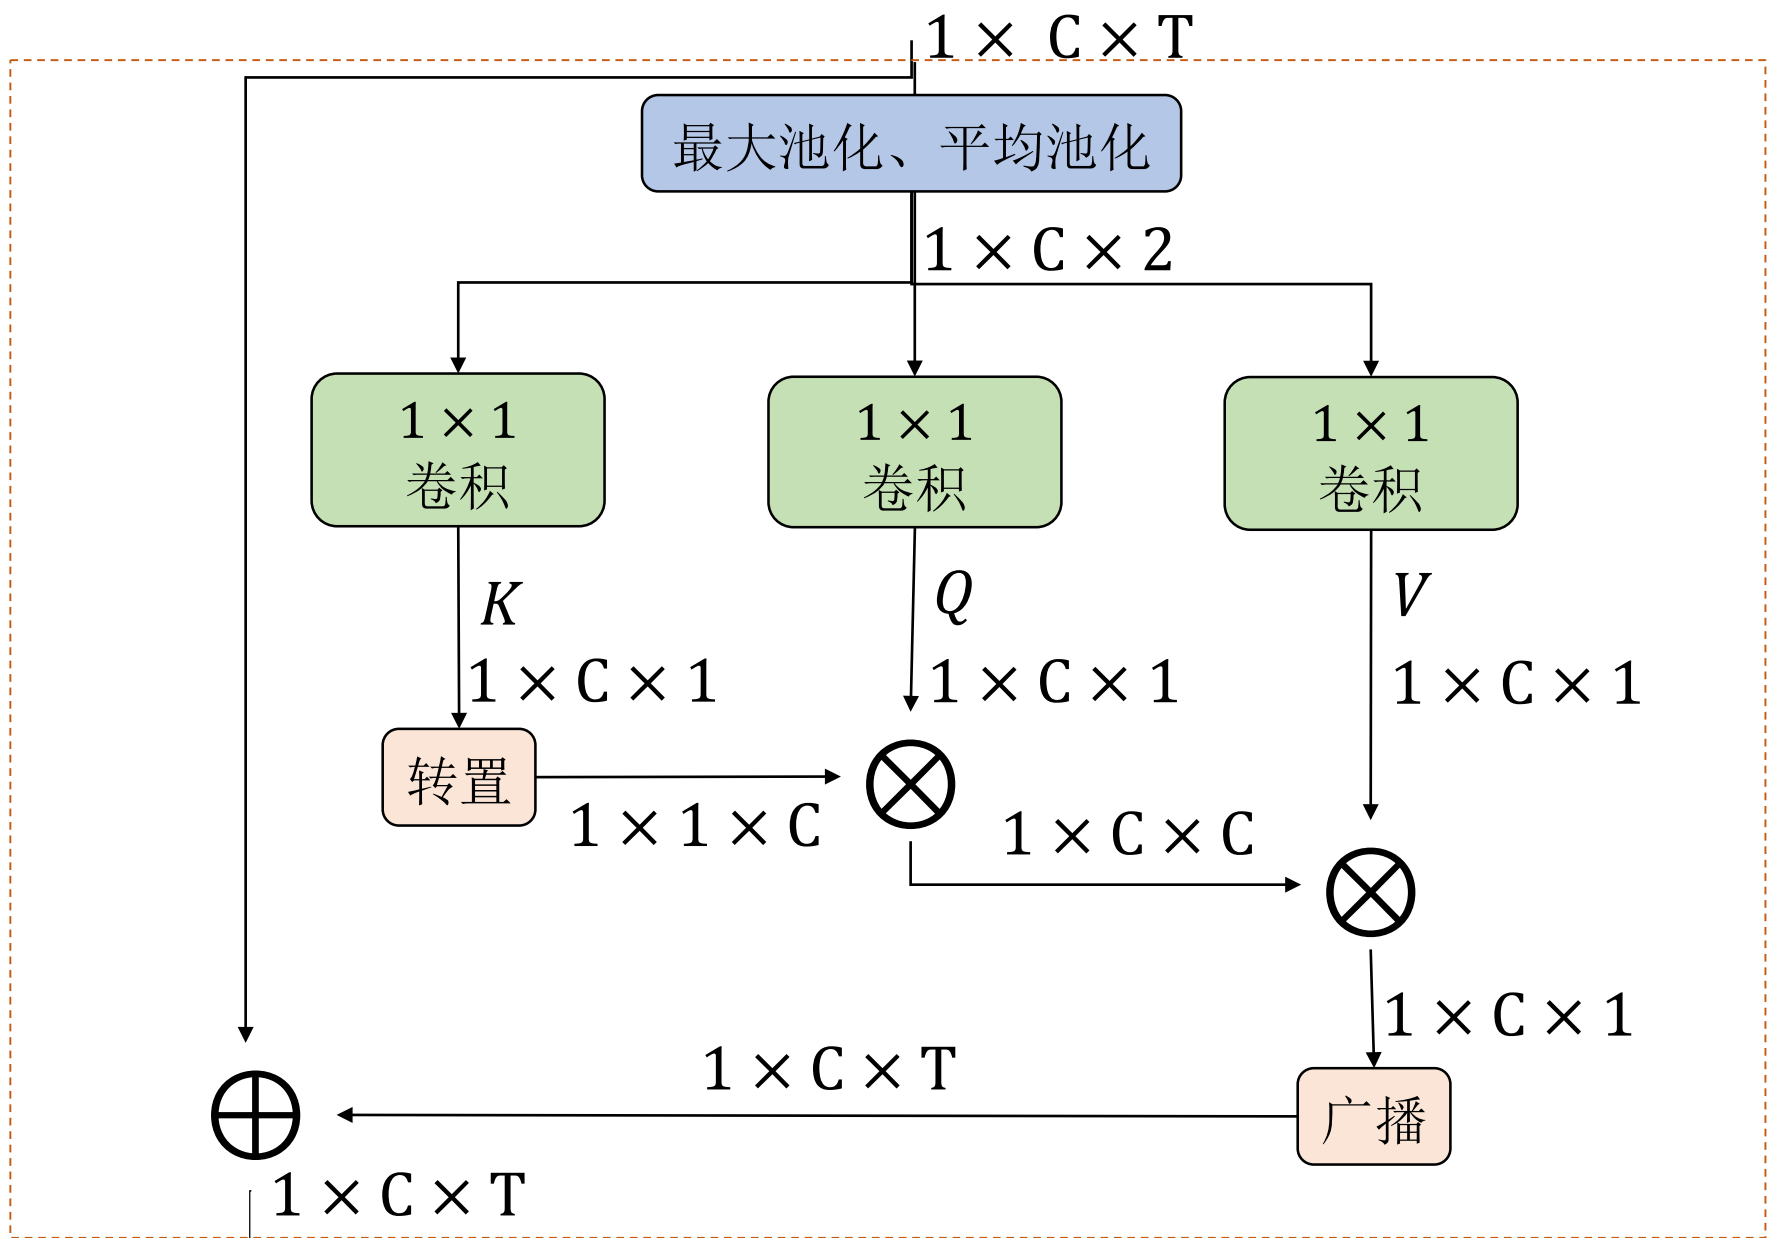 1 × C × T
最大池化、平均池化
1 × C × 2
1 × 1
卷积
1 × 1
卷积
1 × 1
卷积
K
Q
V
1 × C × 1
1 × C × 1
1 × C × 1
转置
1 × 1 × C
1 × C × C
1 × C × 1
1 × C × T
广播
1 × C × T